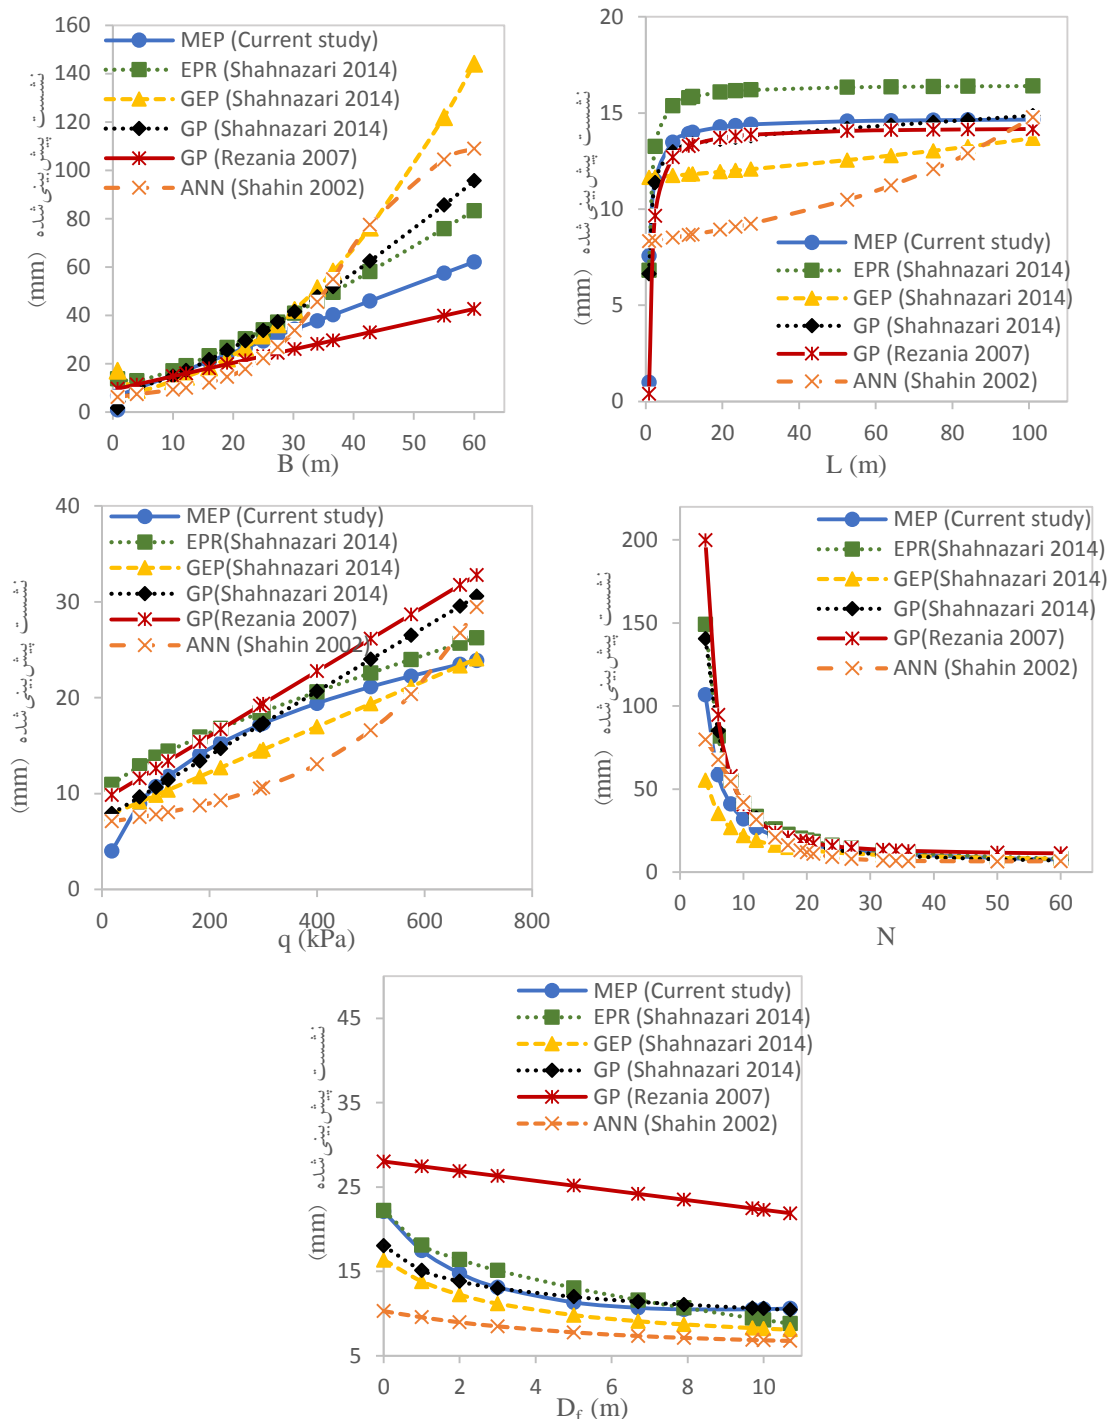 160
140
120
100
80
60
40
20
0
نشست پیش‌بینی‌شده (mm)
MEP (Current study)
EPR (Shahnazari 2014)
GEP (Shahnazari 2014)
GP (Shahnazari 2014)
GP (Rezania 2007)
ANN (Shahin 2002)
0 10 20 30 40 50 60
B (m)
20
15
10
5
0
نشست پیش‌بینی‌شده (mm)
MEP (Current study)
EPR (Shahnazari 2014)
GEP (Shahnazari 2014)
GP (Shahnazari 2014)
GP (Rezania 2007)
ANN (Shahin 2002)
0 20 40 60 80 100
L (m)
40
30
20
10
0
نشست پیش‌بینی‌شده (mm)
MEP (Current study)
EPR(Shahnazari 2014)
GEP(Shahnazari 2014)
GP(Shahnazari 2014)
GP(Rezania 2007)
ANN (Shahin 2002)
0 200 400 600 800
q (kPa)
200
150
100
50
0
نشست پیش‌بینی‌شده (mm)
MEP (Current study)
EPR(Shahnazari 2014)
GEP(Shahnazari 2014)
GP(Shahnazari 2014)
GP(Rezania 2007)
ANN (Shahin 2002)
0 10 20 30 40 50 60
N
45
35
25
15
5
نشست پیش‌بینی‌شده (mm)
MEP (Current study)
EPR (Shahnazari 2014)
GEP (Shahnazari 2014)
GP (Shahnazari 2014)
GP (Rezania 2007)
ANN (Shahin 2002)
0 2 4 6 8 10
D_f (m)